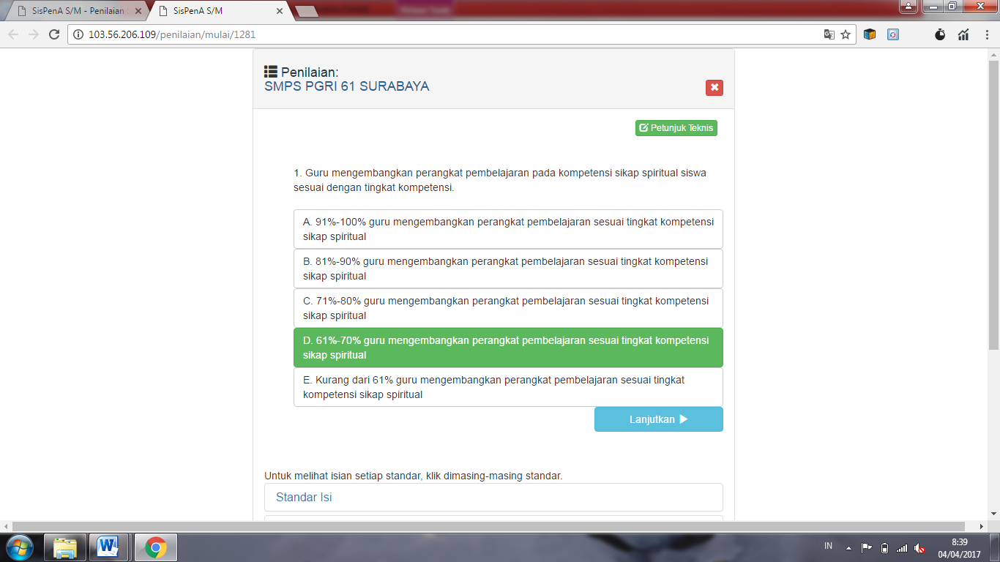 SisPenA S/M - Penilaian
SisPenA S/M
103.56.206.109/penilaian/mulai/1281
Penilaian:
SMPS PGRI 61 SURABAYA
Petunjuk Teknis
1. Guru mengembangkan perangkat pembelajaran pada kompetensi sikap spiritual siswa
sesuai dengan tingkat kompetensi.
A. 91%-100% guru mengembangkan perangkat pembelajaran sesuai tingkat kompetensi
sikap spiritual
B. 81%-90% guru mengembangkan perangkat pembelajaran sesuai tingkat kompetensi
sikap spiritual
C. 71%-80% guru mengembangkan perangkat pembelajaran sesuai tingkat kompetensi
sikap spiritual
D. 61%-70% guru mengembangkan perangkat pembelajaran sesuai tingkat kompetensi
sikap spiritual
E. Kurang dari 61% guru mengembangkan perangkat pembelajaran sesuai tingkat
kompetensi sikap spiritual
Lanjutkan
Untuk melihat isian setiap standar, klik dimasing-masing standar.
Standar Isi
IN
8:39
04/04/2017